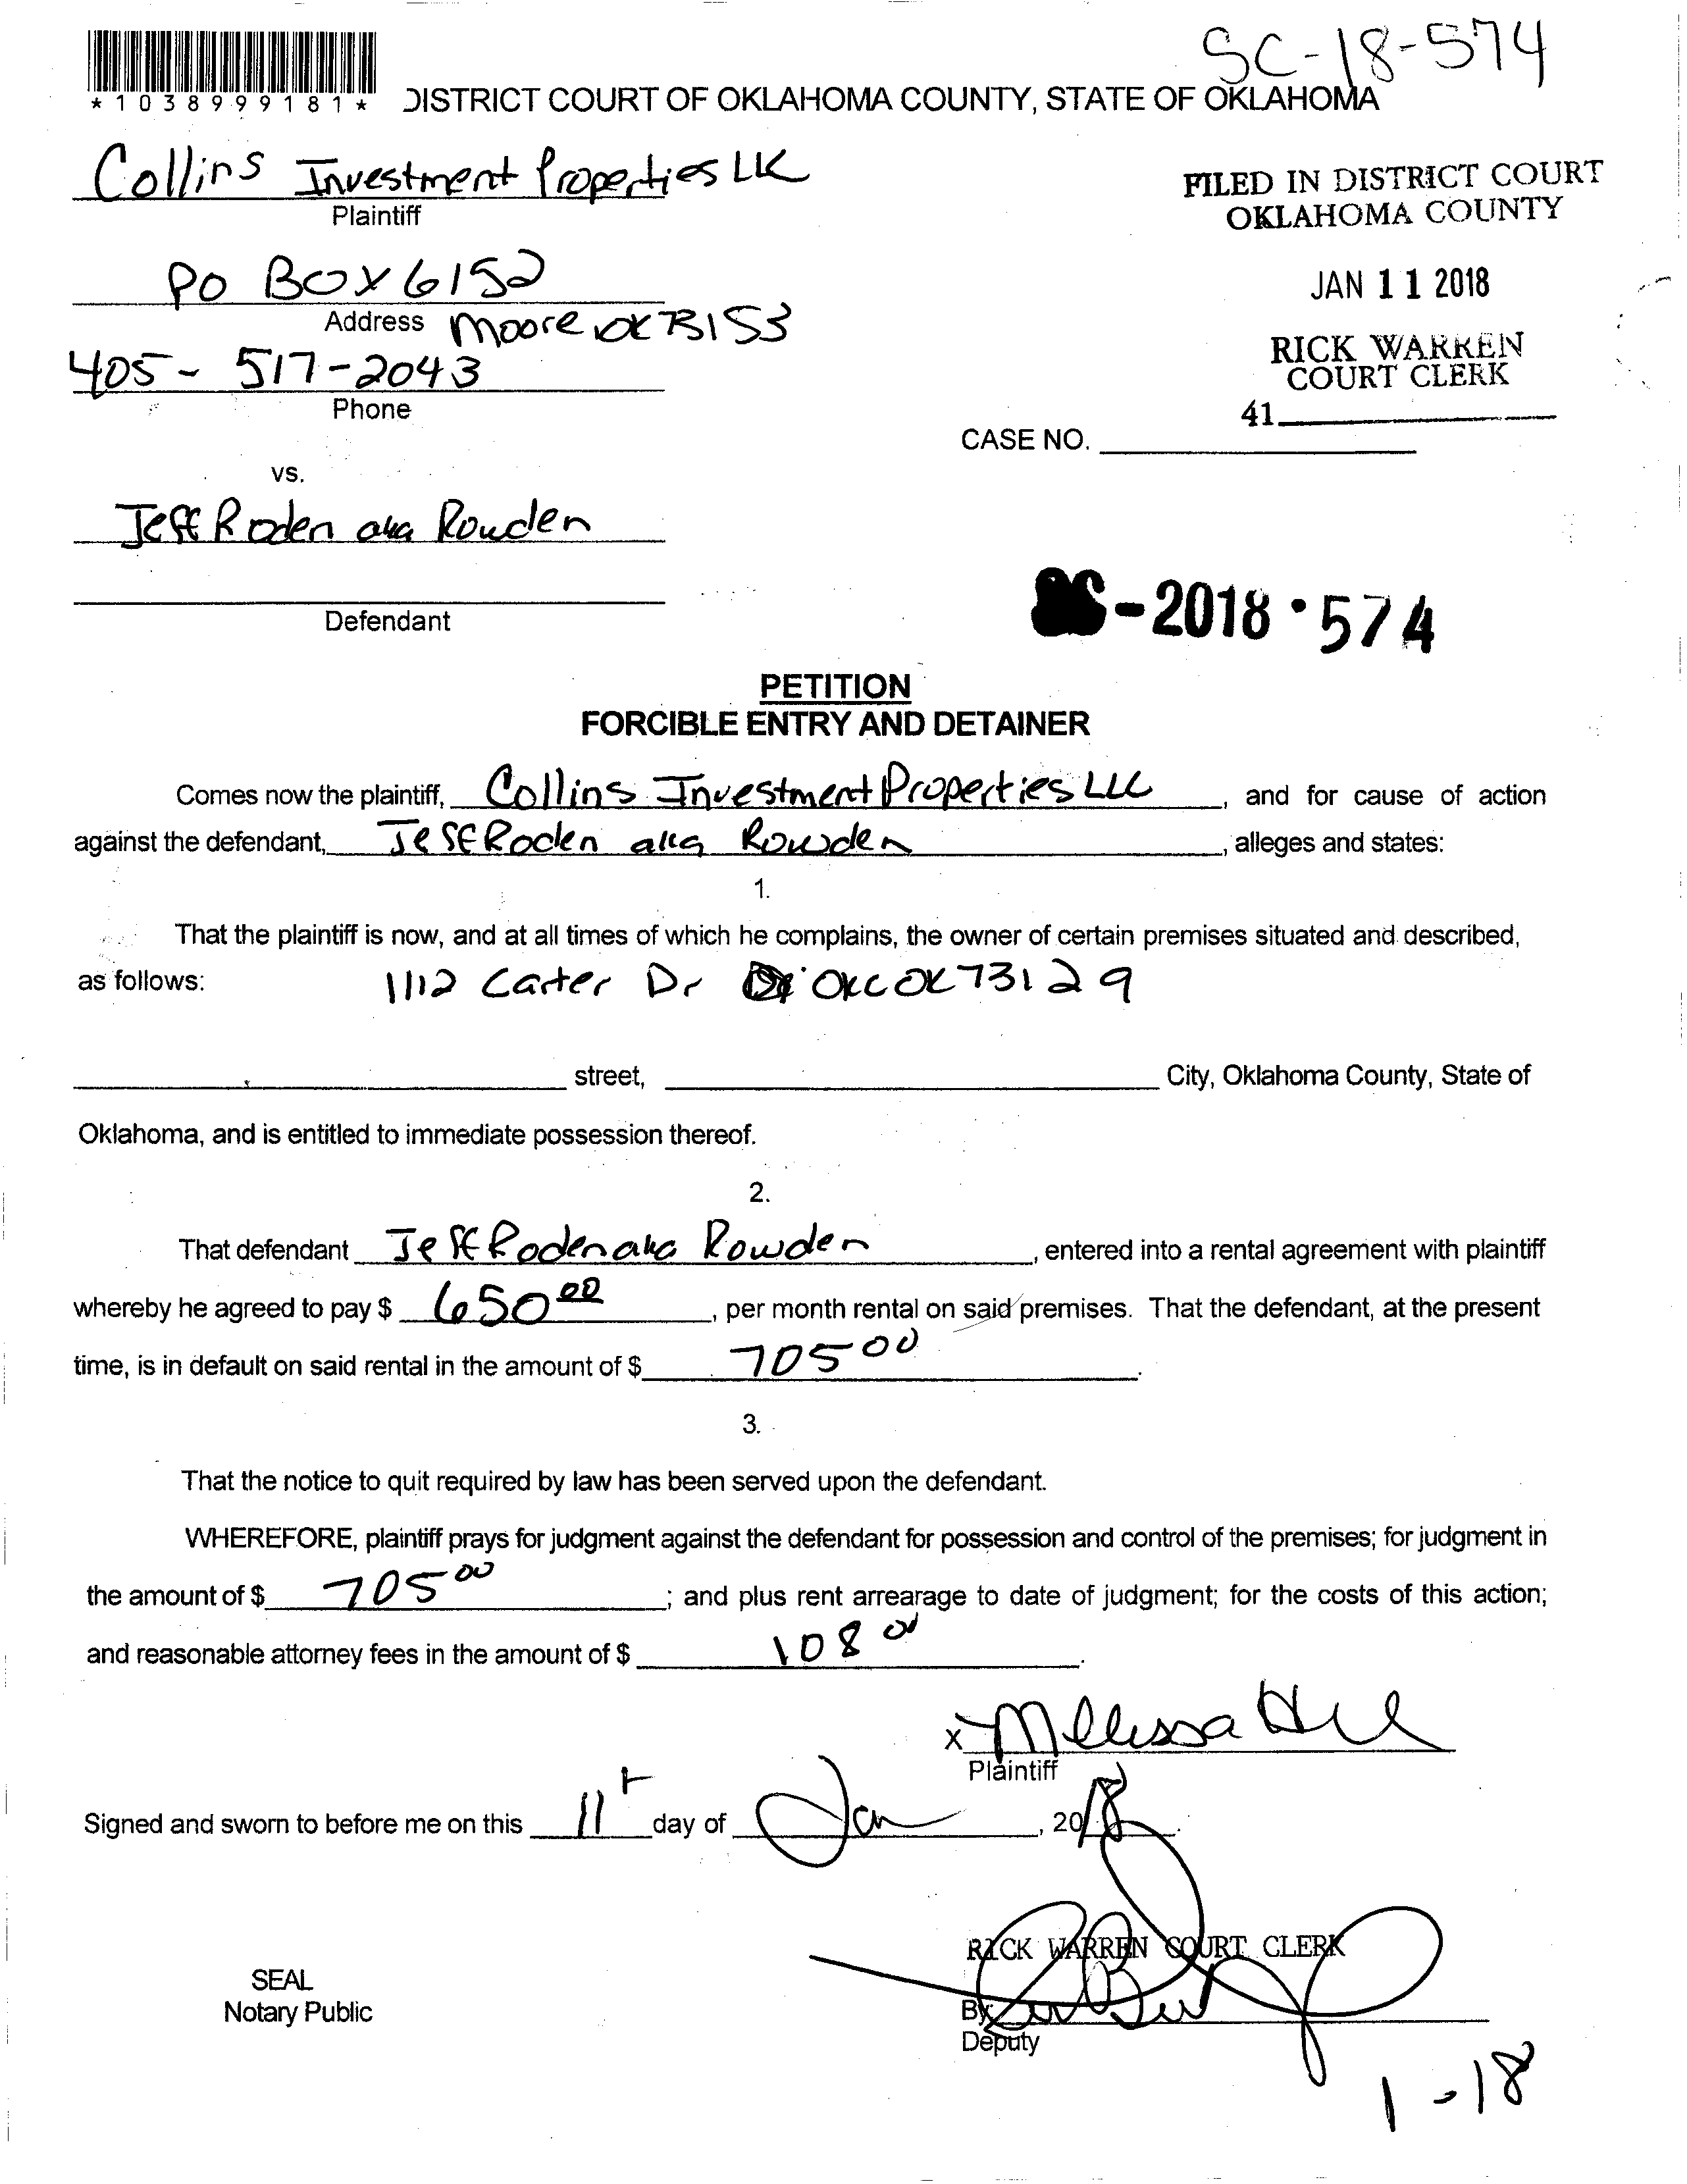 SC-18-574
*1038999181*
DISTRICT COURT OF OKLAHOMA COUNTY, STATE OF OKLAHOMA
Collins Investment Properties LLC
Plaintiff
FILED IN DISTRICT COURT
OKLAHOMA COUNTY
PO BOX 6152
JAN 11 2018
Address Moore OK 73153
RICK WARREN
COURT CLERK
405-517-2043
Phone
41
CASE NO.
vs.
Jeff Roden aka Rowden
Defendant
-2018-574
PETITION
FORCIBLE ENTRY AND DETAINER
Comes now the plaintiff, Collins Investment Properties LLC, and for cause of action
against the defendant, Jeff Roden aka Rowden, alleges and states:
1.
That the plaintiff is now, and at all times of which he complains, the owner of certain premises situated and described,
as follows: 1112 Carter Dr OKC OK 73129
street, City, Oklahoma County, State of
Oklahoma, and is entitled to immediate possession thereof.
2.
That defendant Jeff Roden aka Rowden, entered into a rental agreement with plaintiff
whereby he agreed to pay $ 650 00, per month rental on said premises. That the defendant, at the present
time, is in default on said rental in the amount of $ 705 00.
3.
That the notice to quit required by law has been served upon the defendant.
WHEREFORE, plaintiff prays for judgment against the defendant for possession and control of the premises; for judgment in
the amount of $ 705 00; and plus rent arrearage to date of judgment; for the costs of this action;
and reasonable attorney fees in the amount of $ 108 00.
x Melissa
Plaintiff
Signed and sworn to before me on this 11 day of Jan, 2018.
RICK WARREN COURT CLERK
SEAL
Notary Public
By:
Deputy
1-18